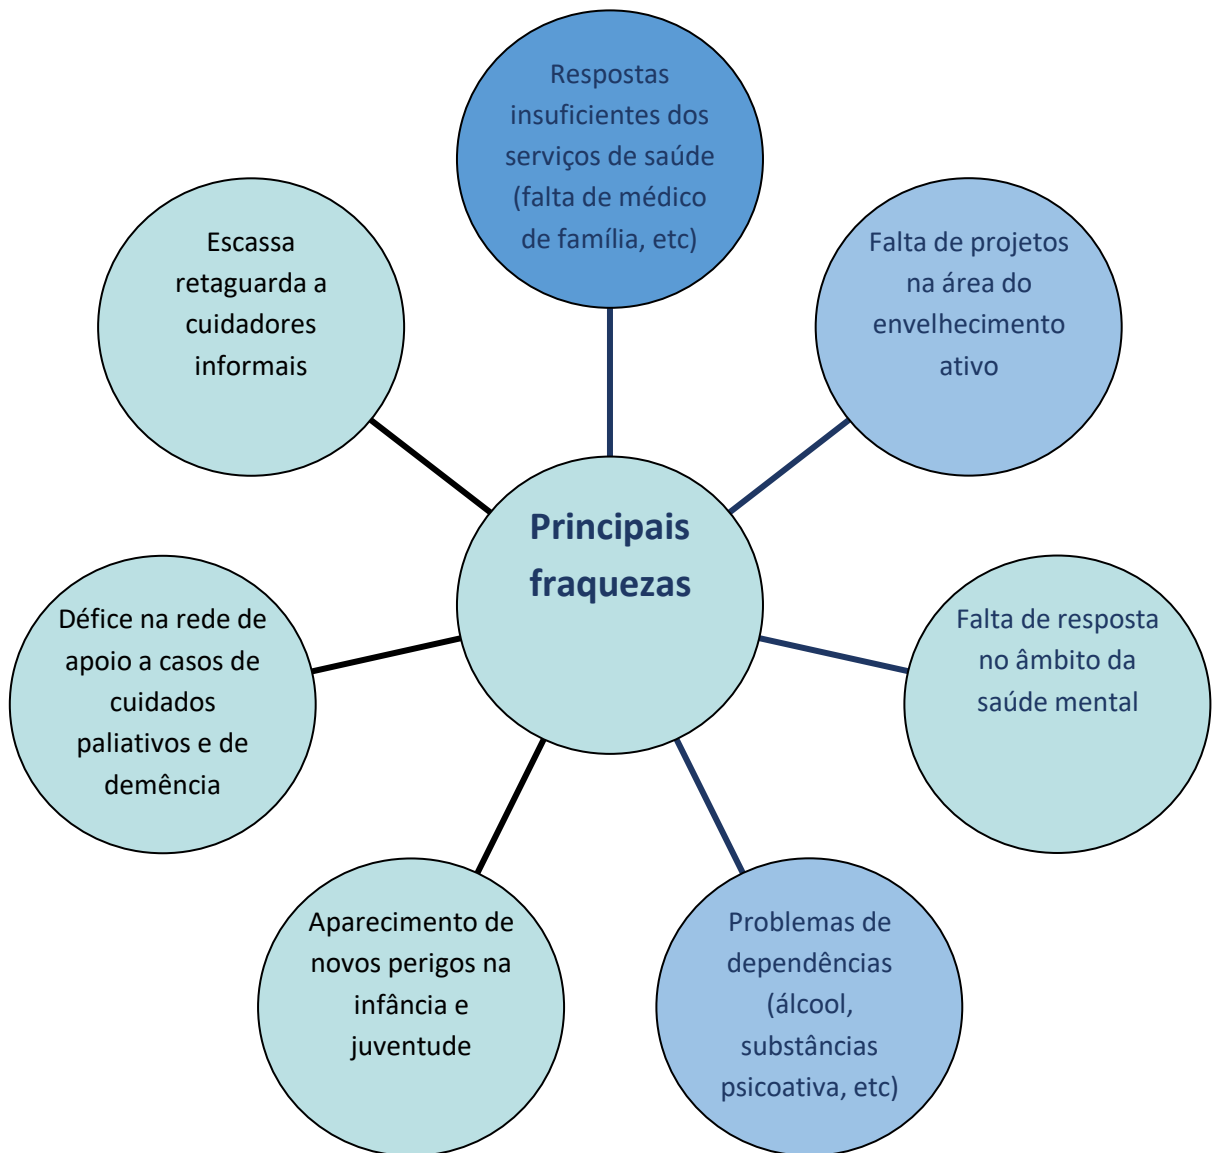 Principais
fraquezas
Respostas
insuficientes dos
serviços de saúde
(falta de médico
de família, etc)
Falta de projetos
na área do
envelhecimento
ativo
Falta de resposta
no âmbito da
saúde mental
Problemas de
dependências
(álcool,
substâncias
psicoativa, etc)
Aparecimento de
novos perigos na
infância e
juventude
Défice na rede de
apoio a casos de
cuidados
paliativos e de
demência
Escassa
retaguarda a
cuidadores
informais